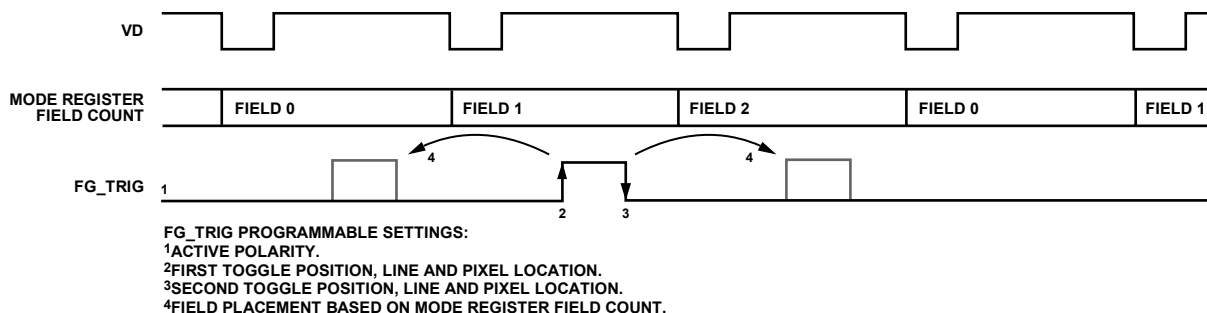 VD
MODE REGISTER
FIELD COUNT
FIELD 0
FIELD 1
FIELD 2
FIELD 0
FIELD 1
4
4
FG_TRIG
1
2
3
FG_TRIG PROGRAMMABLE SETTINGS:
1ACTIVE POLARITY.
2FIRST TOGGLE POSITION, LINE AND PIXEL LOCATION.
3SECOND TOGGLE POSITION, LINE AND PIXEL LOCATION.
4FIELD PLACEMENT BASED ON MODE REGISTER FIELD COUNT.